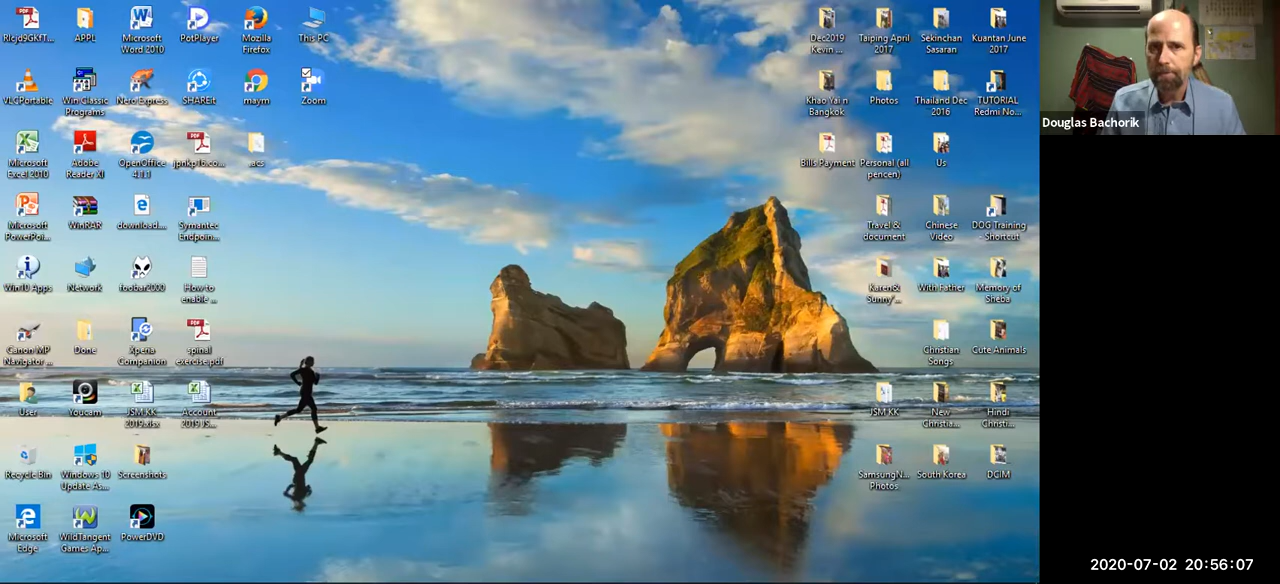 Rlcjd9GKfT...
APPL
Microsoft
Word 2010
PotPlayer
Mozilla
Firefox
This PC
Dec2019
Kevin ...
Taiping April
2017
Sekinchan
Sasaran
Kuantan June
2017
VLCPortable
Win Classic
Programs
Nero Express
SHAREit
maym
Zoom
Khao Yai n
Bangkok
Photos
Thailand Dec
2016
TUTORIAL
Redmi No...
Douglas Bachorik
Microsoft
Excel 2010
Adobe
Reader XI
OpenOffice
4.1.1
jpnkp1b.co...
.acs
Bills Payment
Personal (all
pencen)
Us
Microsoft
PowerPoi...
WinRAR
download...
Symantec
Endpoin...
Travel &
document
Chinese
Video
DOG Training
- Shortcut
Win10 Apps
Network
foobar2000
How to
enable ...
Karen&
Sunny'...
With Father
Memory of
Sheba
Canon MP
Navigator ...
Done
Xperia
Companion
spinal
exercise.pdf
Christian
Songs
Cute Animals
User
Youcam
JSM.KK
2019.xlsx
Account
2019 JS...
JSM KK
New
Christia...
Hindi
Christi...
Recycle Bin
Windows 10
Update As...
Screenshots
SamsungN...
Photos
South Korea
DCIM
Microsoft
Edge
WildTangent
Games Ap...
PowerDVD
2020-07-02 20:56:07